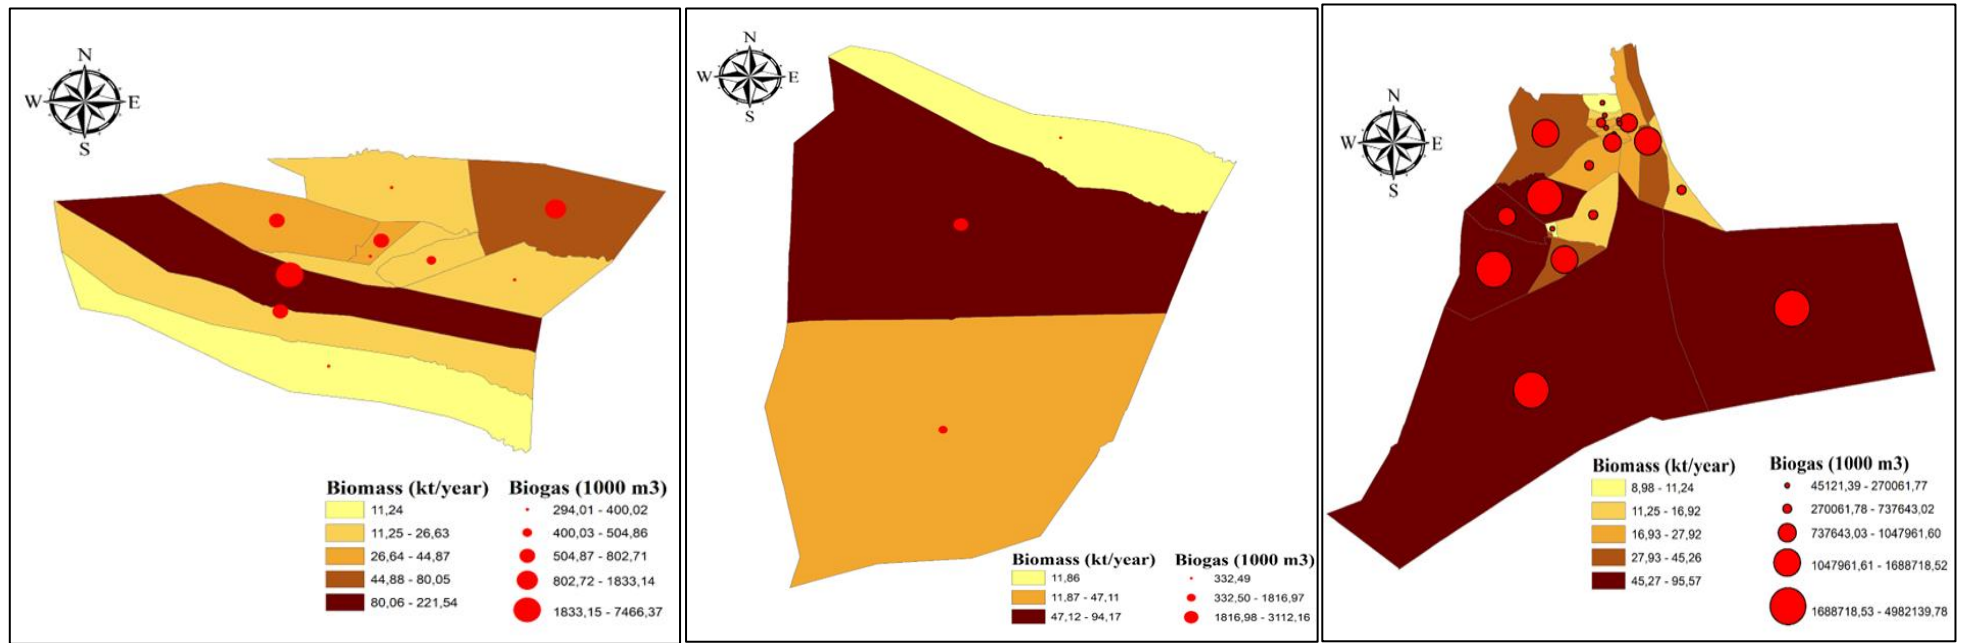 N
W E
S
Biomass (kt/year) Biogas (1000 m3)
11,24 294,01 - 400,02
11,25 - 26,63 400,03 - 504,86
26,64 - 44,87 504,87 - 802,71
44,88 - 80,05 802,72 - 1833,14
80,06 - 221,54 1833,15 - 7466,37
N
W E
S
Biomass (kt/year) Biogas (1000 m3)
11,86 332,49
11,87 - 47,11 332,50 - 1816,97
47,12 - 94,17 1816,98 - 3112,16
N
W E
S
Biomass (kt/year) Biogas (1000 m3)
8,98 - 11,24 45121,39 - 270061,77
11,25 - 16,92 270061,78 - 737643,02
16,93 - 27,92 737643,03 - 1047961,60
27,93 - 45,26 1047961,61 - 1688718,52
45,27 - 95,57 1688718,53 - 4982139,78